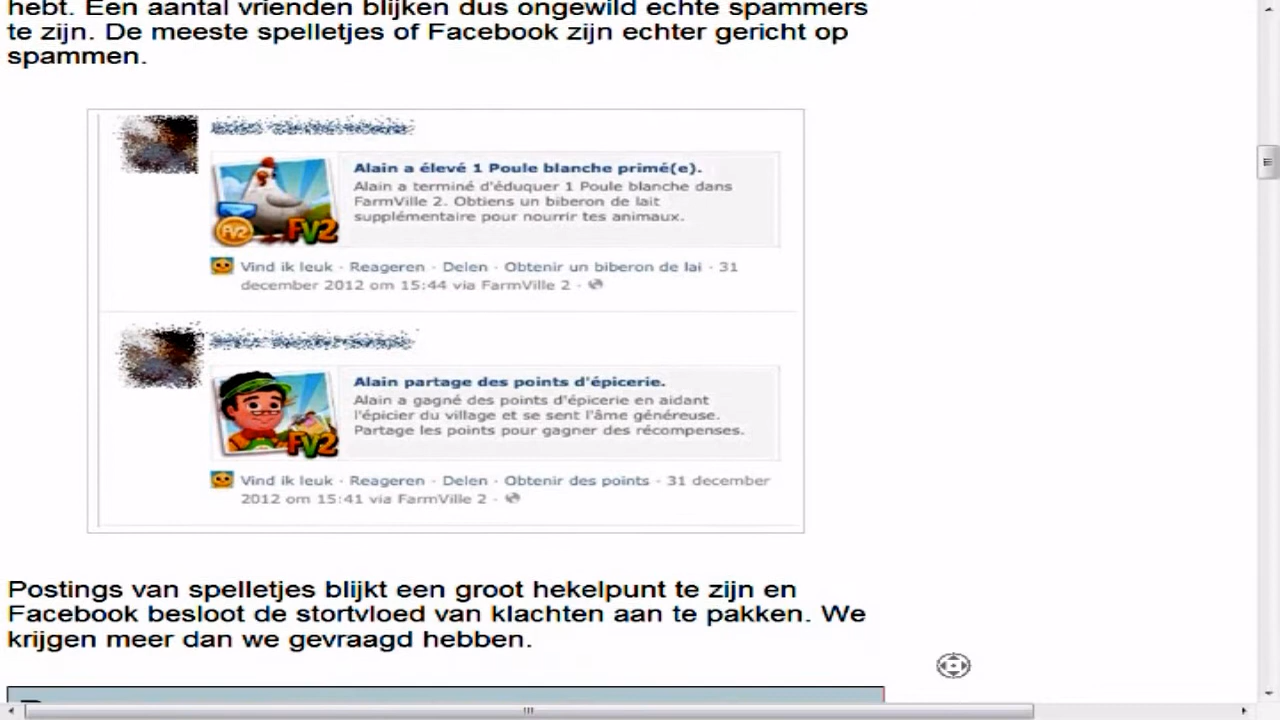 hebt. Een aantal vrienden blijken dus ongewild echte spammers
te zijn. De meeste spelletjes of Facebook zijn echter gericht op
spammen.
Alain a élevé 1 Poule blanche primé(e).
Alain a terminé d'éduquer 1 Poule blanche dans
FarmVille 2. Obtiens un biberon de lait
supplémentaire pour nourrir tes animaux.
FV2
FV2
Vind ik leuk · Reageren · Delen · Obtenir un biberon de lai · 31
december 2012 om 15:44 via FarmVille 2 ·
Alain partage des points d'épicerie.
Alain a gagné des points d'épicerie en aidant
l'épicier du village et se sent l'âme généreuse.
Partage les points pour gagner des récompenses.
FV2
Vind ik leuk · Reageren · Delen · Obtenir des points · 31 december
2012 om 15:41 via FarmVille 2 ·
Postings van spelletjes blijkt een groot hekelpunt te zijn en
Facebook besloot de stortvloed van klachten aan te pakken. We
krijgen meer dan we gevraagd hebben.